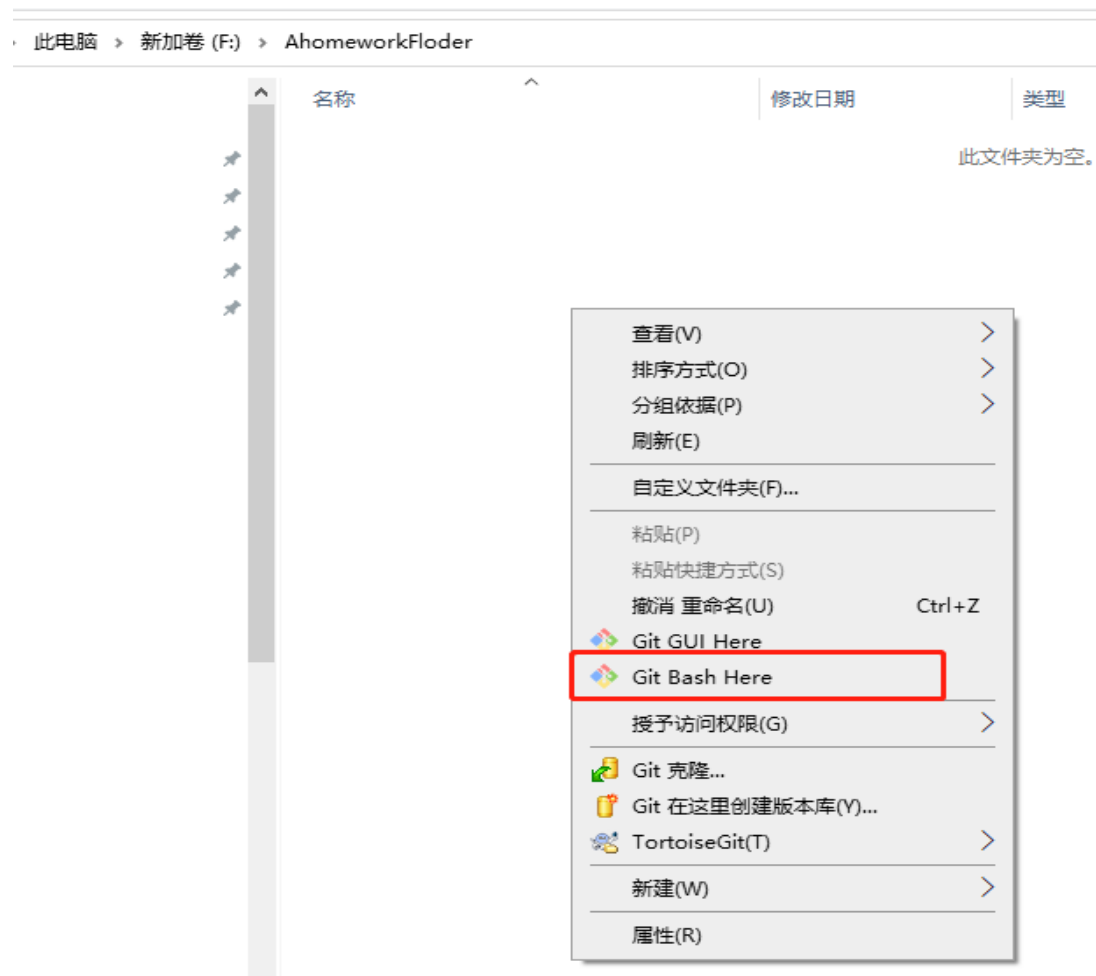 此电脑 > 新加卷 (F:) > AhomeworkFloder
名称 修改日期 类型
此文件夹为空。
查看(V)
排序方式(O)
分组依据(P)
刷新(E)
自定义文件夹(F)...
粘贴(P)
粘贴快捷方式(S)
撤消 重命名(U) Ctrl+Z
Git GUI Here
Git Bash Here
授予访问权限(G)
Git 克隆...
Git 在这里创建版本库(Y)...
TortoiseGit(T)
新建(W)
属性(R)